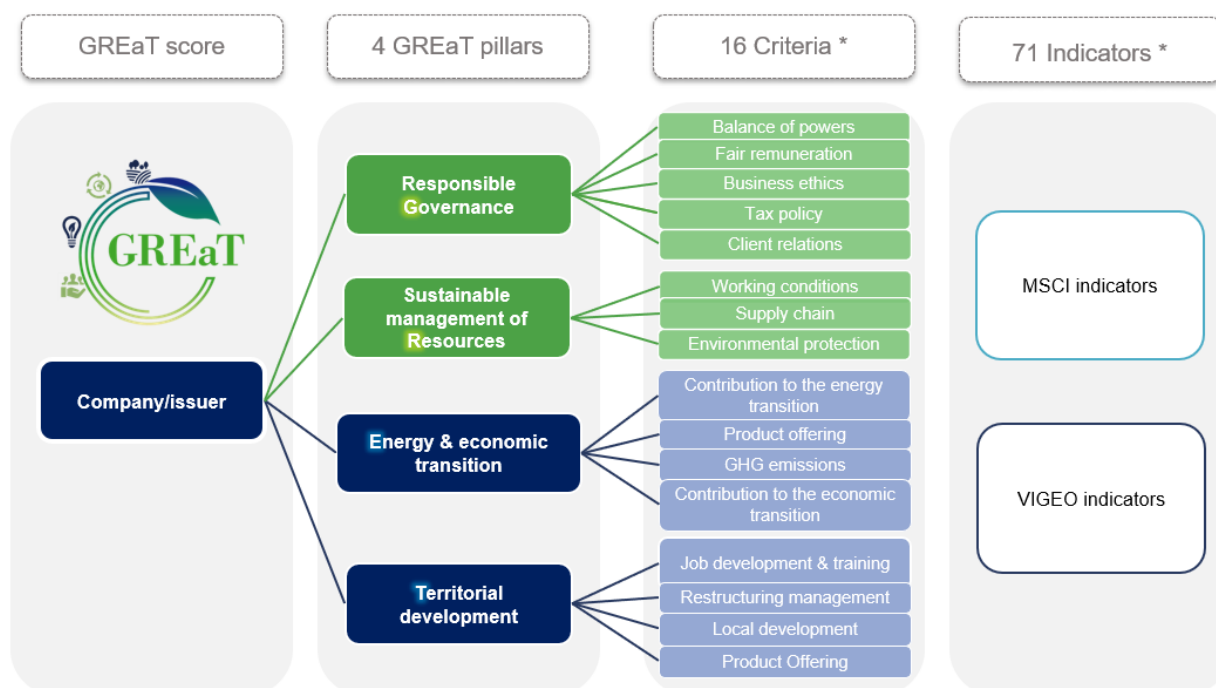 GREaT score
4 GREaT pillars
16 Criteria *
71 Indicators *
GREaT
Company/issuer
Responsible
Governance
Sustainable
management of
Resources
Energy & economic
transition
Territorial
development
Balance of powers
Fair remuneration
Business ethics
Tax policy
Client relations
Working conditions
Supply chain
Environmental protection
Contribution to the energy
transition
Product offering
GHG emissions
Contribution to the economic
transition
Job development & training
Restructuring management
Local development
Product Offering
MSCI indicators
VIGEO indicators